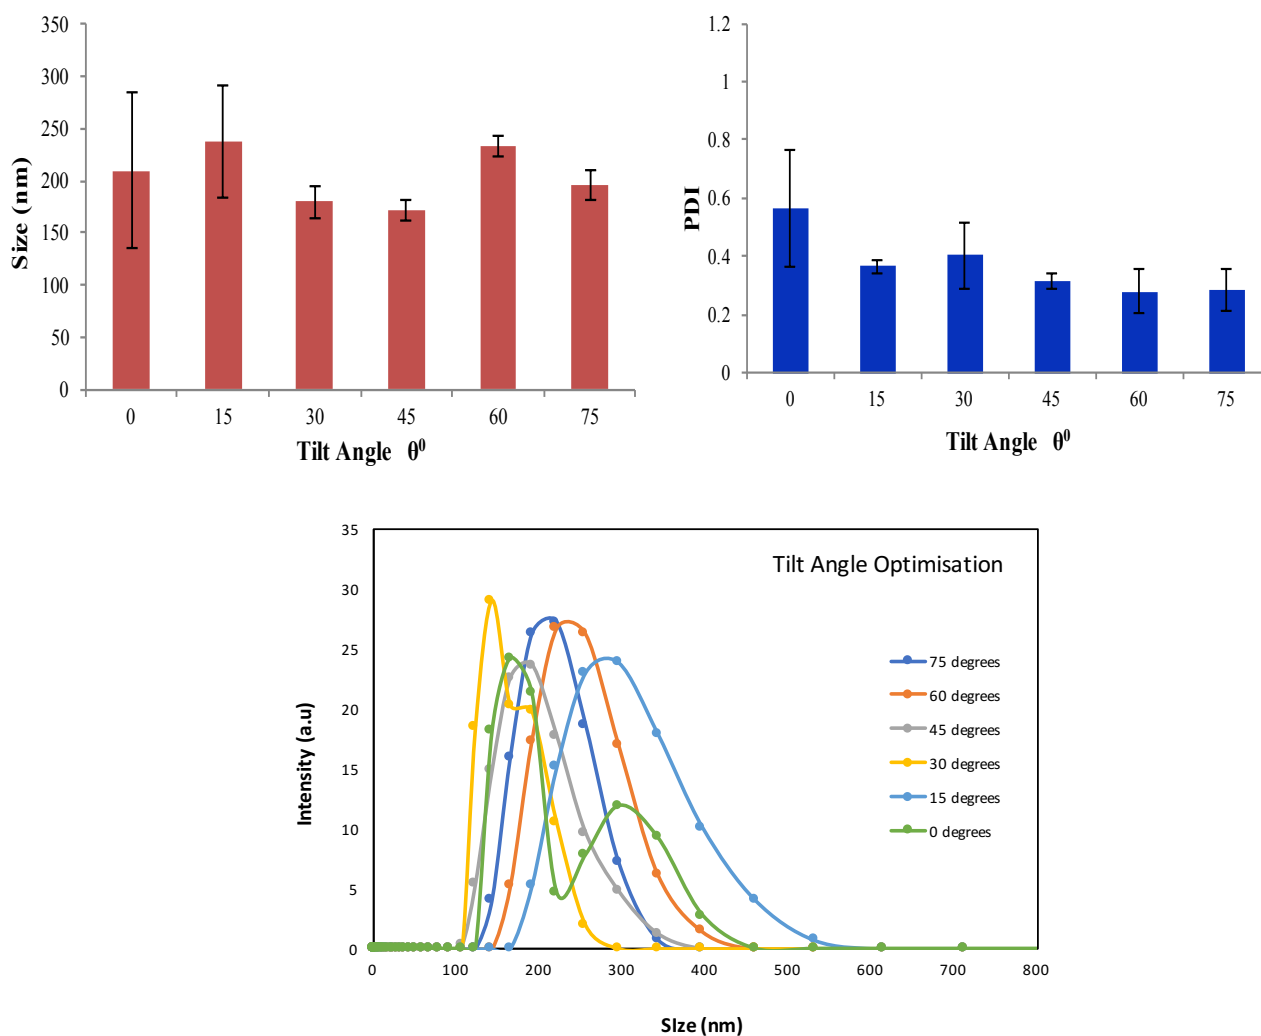 350
300
250
200
150
100
50
0
Size (nm)
0 15 30 45 60 75
Tilt Angle θ⁰
1.2
1
0.8
0.6
0.4
0.2
0
PDI
0 15 30 45 60 75
Tilt Angle θ⁰
35
30
25
20
15
10
5
0
Intensity (a.u)
Tilt Angle Optimisation
75 degrees
60 degrees
45 degrees
30 degrees
15 degrees
0 degrees
0 100 200 300 400 500 600 700 800
SIze (nm)